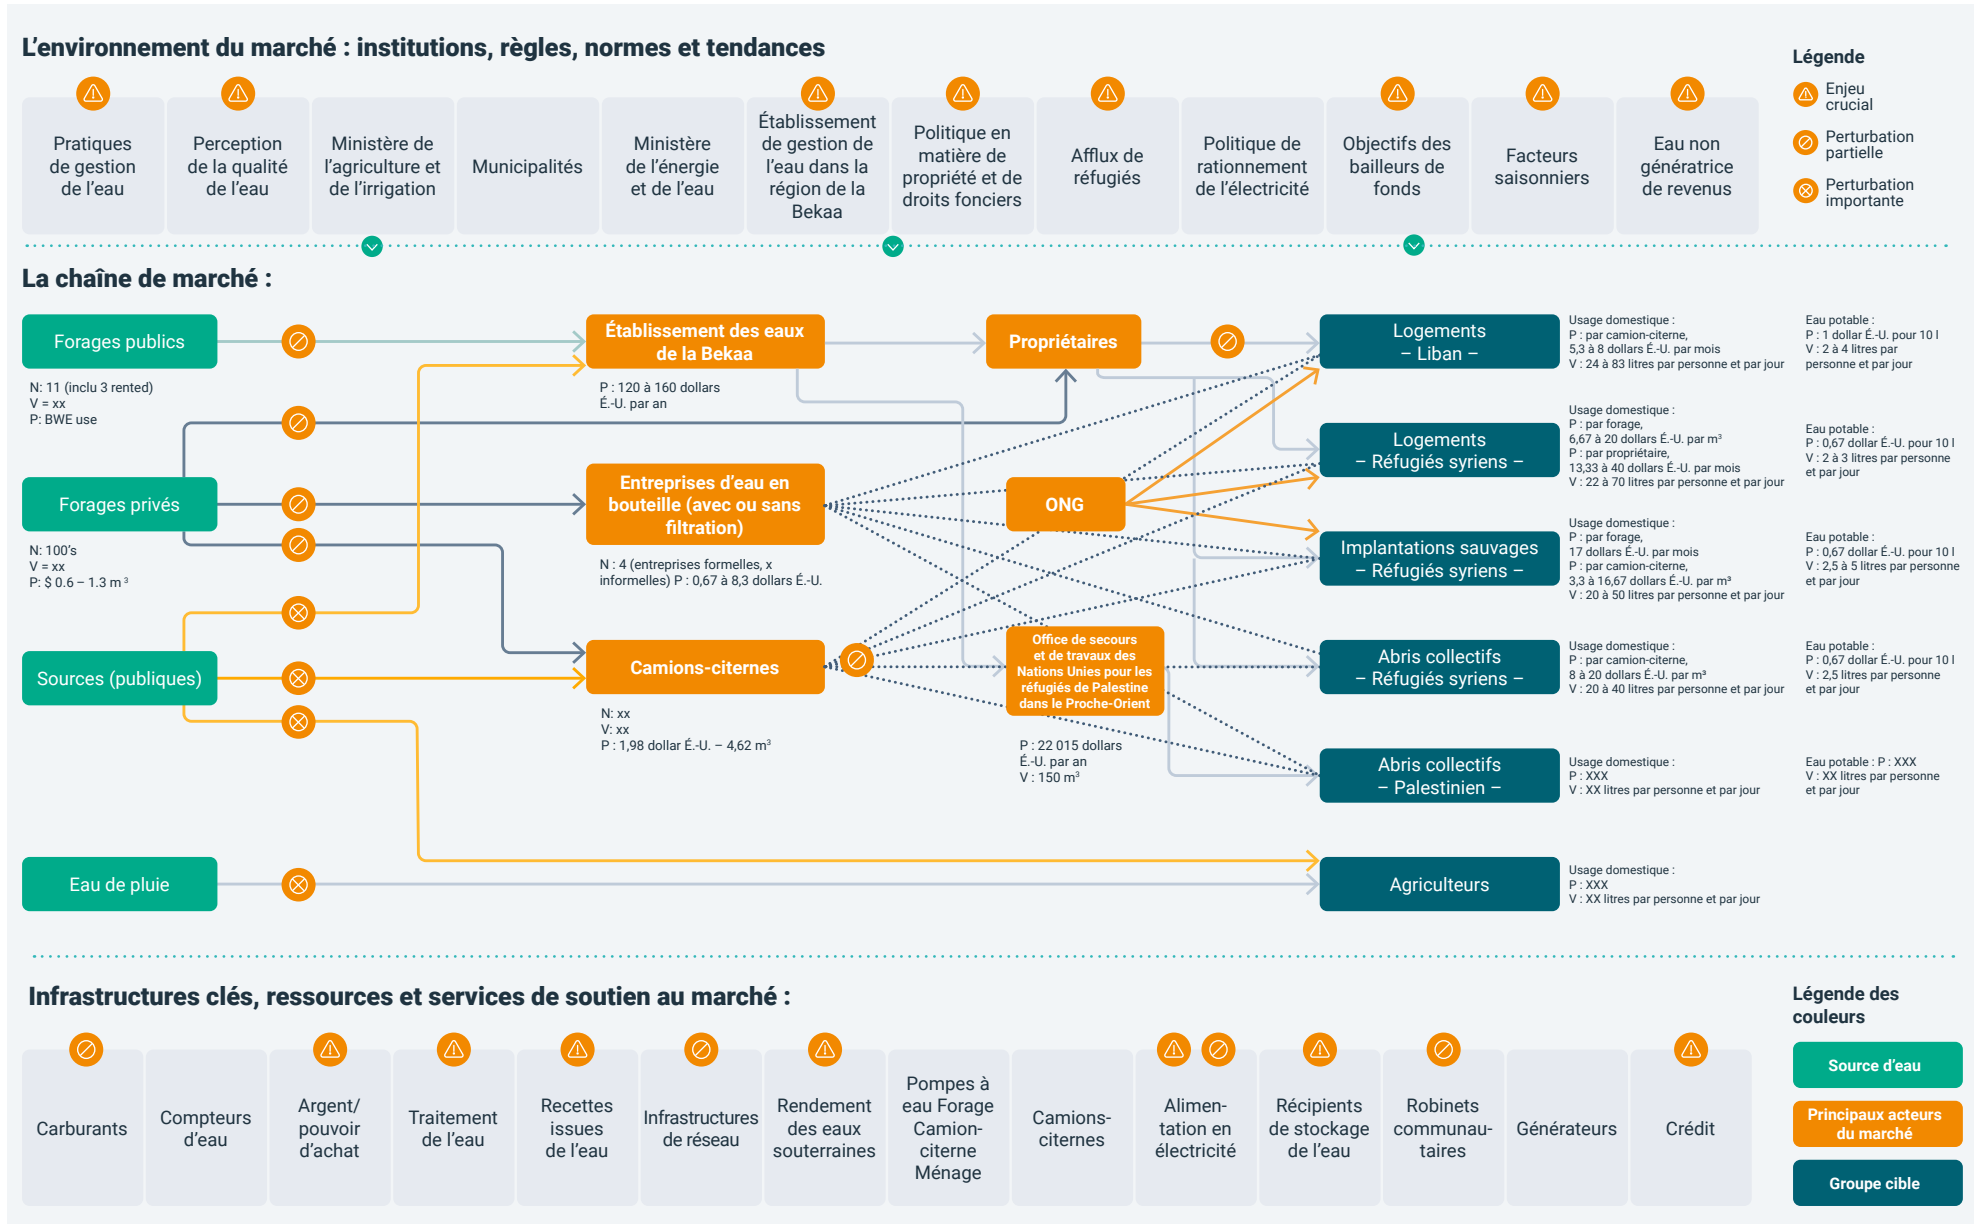 L'environnement du marché : institutions, règles, normes et tendances
Légende
Enjeu
crucial
Perturbation
partielle
Perturbation
importante
Pratiques
de gestion
de l'eau
Perception
de la qualité
de l'eau
Ministère de
l'agriculture et
de l'irrigation
Municipalités
Ministère
de l'énergie
et de l'eau
Établissement
de gestion de
l'eau dans la
région de la
Bekaa
Politique en
matière de
propriété et de
droits fonciers
Afflux de
réfugiés
Politique de
rationnement
de l'électricité
Objectifs des
bailleurs de
fonds
Facteurs
saisonniers
Eau non
génératrice
de revenus
La chaîne de marché :
Forages publics
N: 11 (inclu 3 rented)
V = xx
P: BWE use
Forages privés
N: 100's
V = xx
P: $ 0.6 – 1.3 m³
Sources (publiques)
Eau de pluie
Établissement des eaux
de la Bekaa
P : 120 à 160 dollars
É.-U. par an
Entreprises d'eau en
bouteille (avec ou sans
filtration)
N : 4 (entreprises formelles, x
informelles) P : 0,67 à 8,3 dollars É.-U.
Camions-citernes
N: xx
V: xx
P : 1,98 dollar É.-U. – 4,62 m³
Propriétaires
ONG
Office de secours
et de travaux des
Nations Unies pour les
réfugiés de Palestine
dans le Proche-Orient
P : 22 015 dollars
É.-U. par an
V : 150 m³
Logements
– Liban –
Usage domestique :
P : par camion-citerne,
5,3 à 8 dollars É.-U. par mois
V : 24 à 83 litres par personne et par jour
Eau potable :
P : 1 dollar É.-U. pour 10 l
V : 2 à 4 litres par
personne et par jour
Logements
– Réfugiés syriens –
Usage domestique :
P : par forage,
6,67 à 20 dollars É.-U. par m³
P : par propriétaire,
13,33 à 40 dollars É.-U. par mois
V : 22 à 70 litres par personne et par jour
Eau potable :
P : 0,67 dollar É.-U. pour 10 l
V : 2 à 3 litres par personne
et par jour
Implantations sauvages
– Réfugiés syriens –
Usage domestique :
P : par forage,
17 dollars É.-U. par mois
P : par camion-citerne,
3,3 à 16,67 dollars É.-U. par m³
V : 20 à 50 litres par personne et par jour
Eau potable :
P : 0,67 dollar É.-U. pour 10 l
V : 2,5 à 5 litres par personne
et par jour
Abris collectifs
– Réfugiés syriens –
Usage domestique :
P : par camion-citerne,
8 à 20 dollars É.-U. par m³
V : 20 à 40 litres par personne et par jour
Eau potable :
P : 0,67 dollar É.-U. pour 10 l
V : 2,5 litres par personne
et par jour
Abris collectifs
– Palestinien –
Usage domestique :
P : XXX
V : XX litres par personne et par jour
Eau potable : P : XXX
V : XX litres par personne
et par jour
Agriculteurs
Usage domestique :
P : XXX
V : XX litres par personne et par jour
Infrastructures clés, ressources et services de soutien au marché :
Carburants
Compteurs
d'eau
Argent/
pouvoir
d'achat
Traitement
de l'eau
Recettes
issues
de l'eau
Infrastructures
de réseau
Rendement
des eaux
souterraines
Pompes à
eau Forage
Camion-
citerne
Ménage
Camions-
citernes
Alimen-
tation en
électricité
Récipients
de stockage
de l'eau
Robinets
communau-
taires
Générateurs
Crédit
Légende des
couleurs
Source d'eau
Principaux acteurs
du marché
Groupe cible